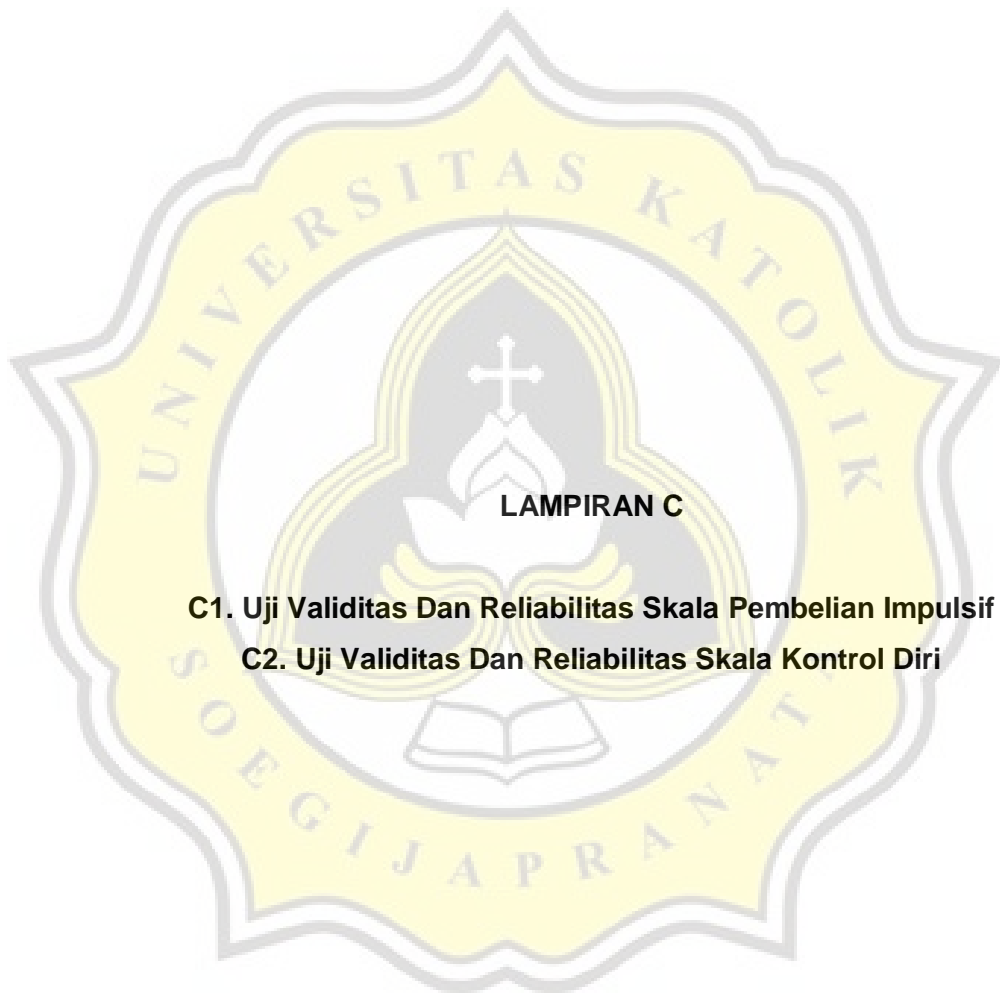 UNIVERSITAS KATOLIK
LAMPIRAN C
C1. Uji Validitas Dan Reliabilitas Skala Pembelian Impulsif
C2. Uji Validitas Dan Reliabilitas Skala Kontrol Diri
SOEGIJAPRANATA